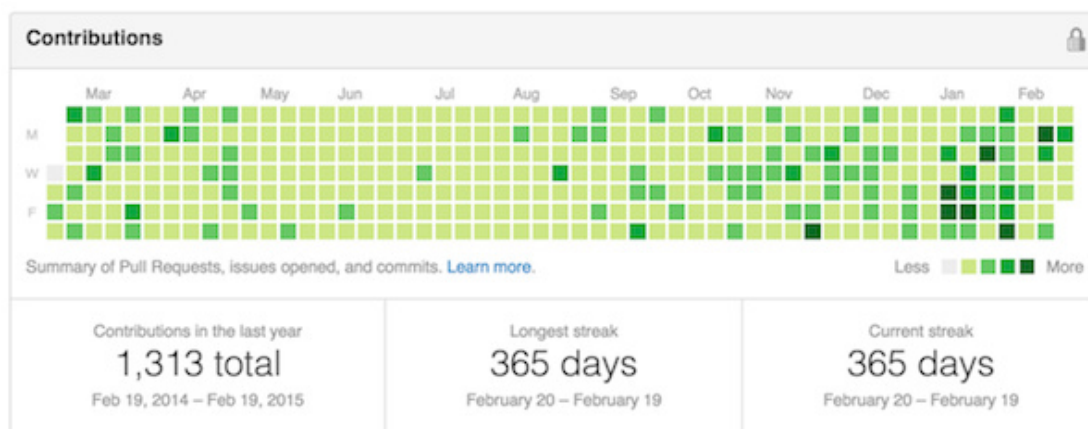 Contributions
Mar Apr May Jun Jul Aug Sep Oct Nov Dec Jan Feb
M
W
F
Summary of Pull Requests, issues opened, and commits. Learn more.
Less More
Contributions in the last year
1,313 total
Feb 19, 2014 – Feb 19, 2015
Longest streak
365 days
February 20 – February 19
Current streak
365 days
February 20 – February 19